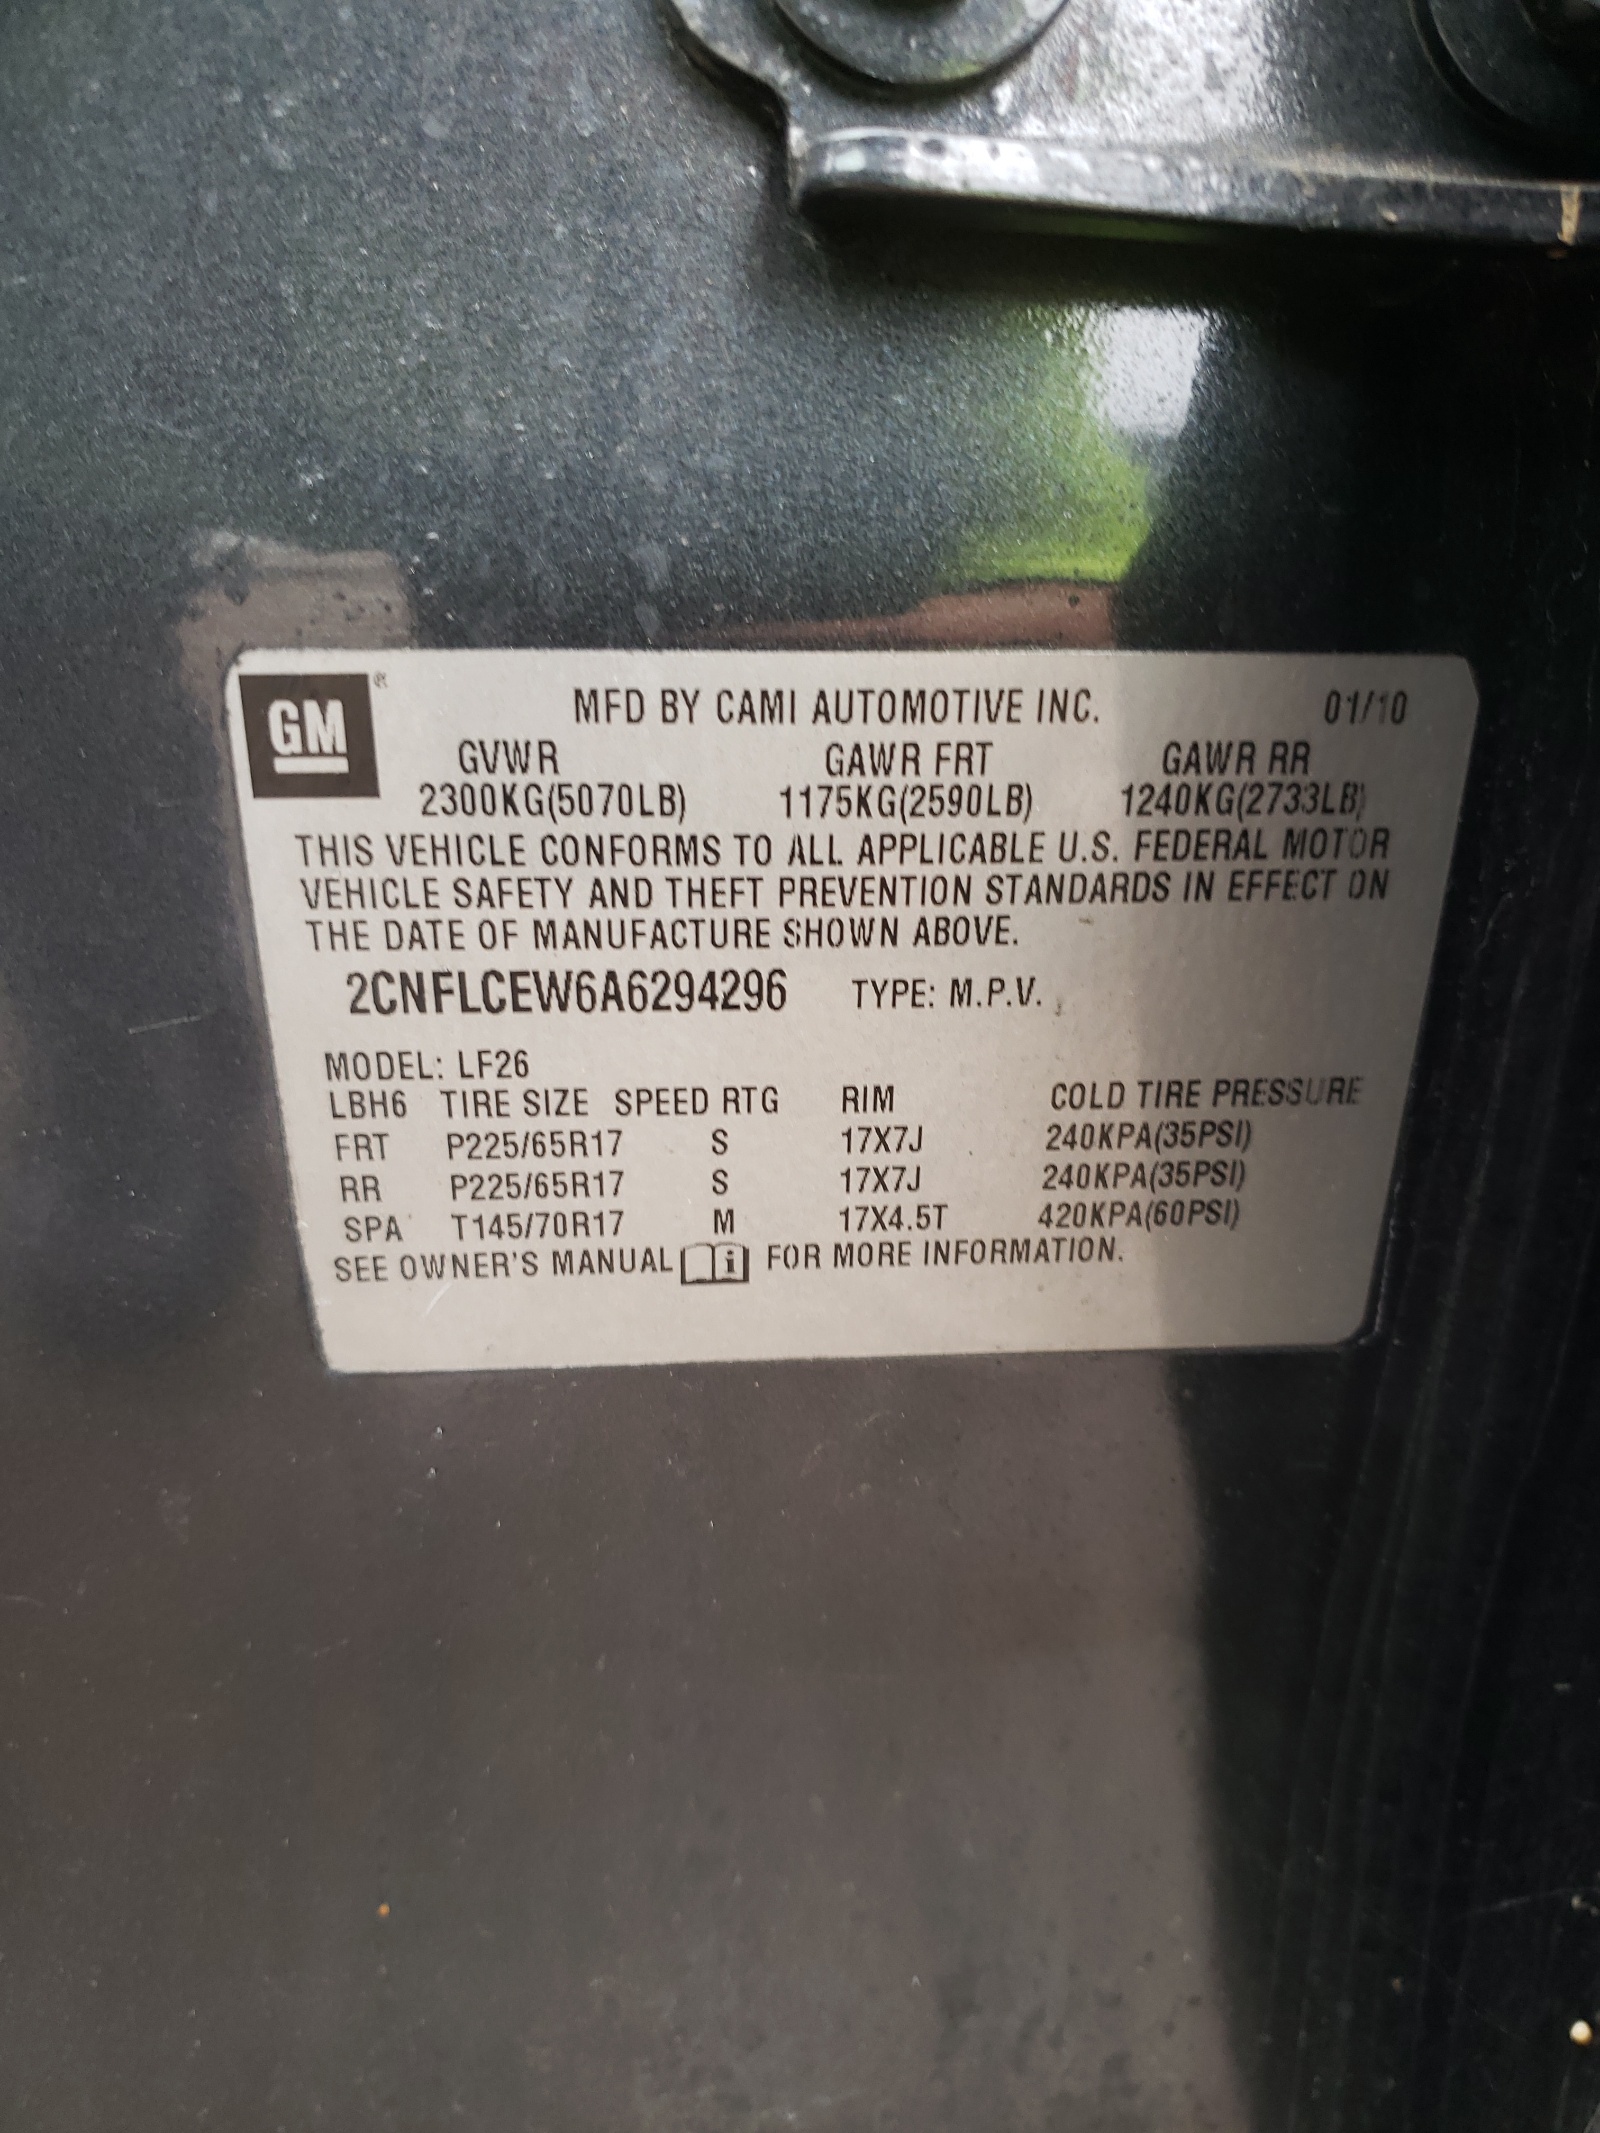 GM® MFD BY CAMI AUTOMOTIVE INC. 01/10
GVWR GAWR FRT GAWR RR
2300KG(5070LB) 1175KG(2590LB) 1240KG(2733LB)
THIS VEHICLE CONFORMS TO ALL APPLICABLE U.S. FEDERAL MOTOR
VEHICLE SAFETY AND THEFT PREVENTION STANDARDS IN EFFECT ON
THE DATE OF MANUFACTURE SHOWN ABOVE.
2CNFLCEW6A6294296 TYPE: M.P.V.
MODEL: LF26
LBH6 TIRE SIZE SPEED RTG RIM COLD TIRE PRESSURE
FRT P225/65R17 S 17X7J 240KPA(35PSI)
RR P225/65R17 S 17X7J 240KPA(35PSI)
SPA T145/70R17 M 17X4.5T 420KPA(60PSI)
SEE OWNER'S MANUAL i FOR MORE INFORMATION.